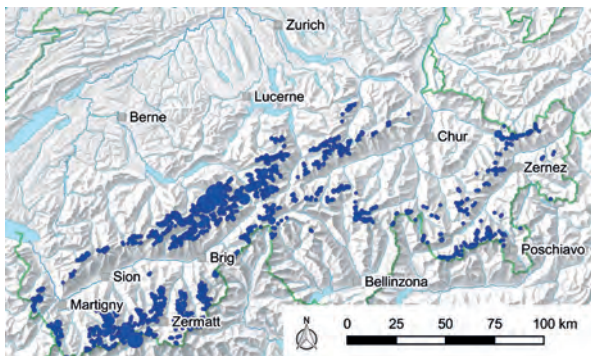 Zurich
Lucerne
Berne
Chur
Zernez
Brig
Poschiavo
Sion
Bellinzona
Martigny
Zermatt
N
0 25 50 75 100 km